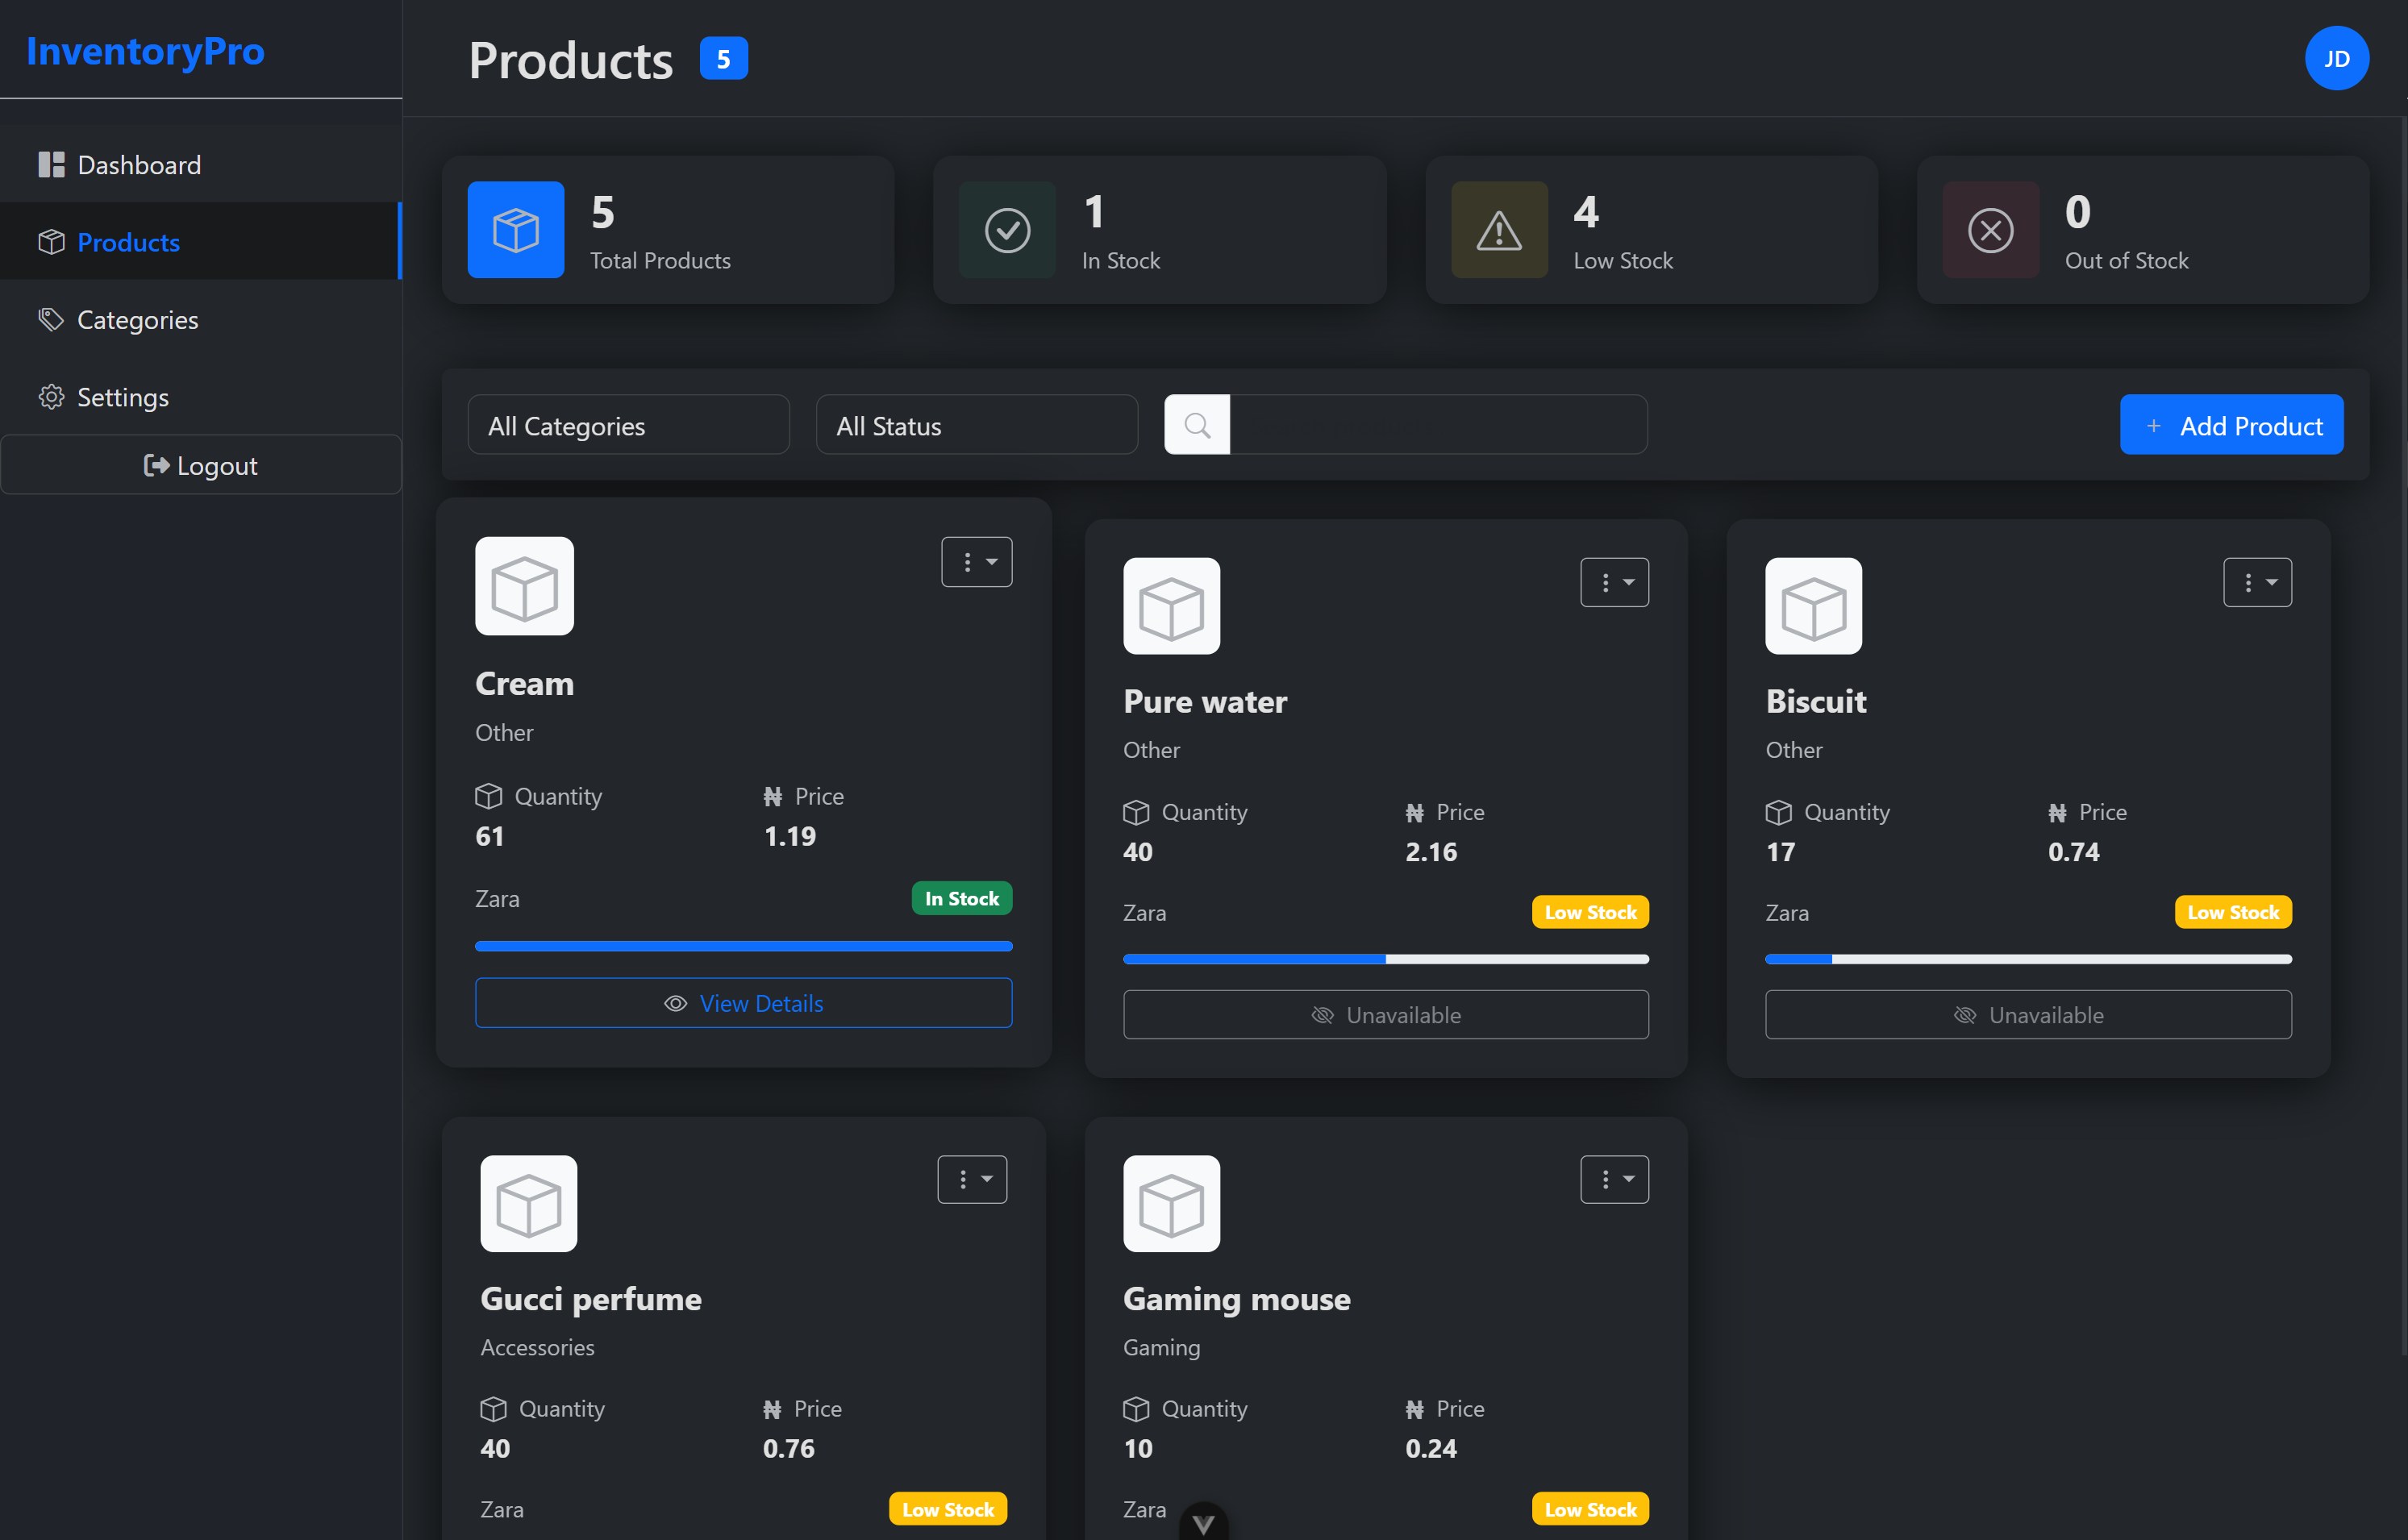 InventoryPro
Dashboard
Products
Categories
Settings
Logout
Products 5
JD
5
Total Products
1
In Stock
4
Low Stock
0
Out of Stock
All Categories
All Status
+ Add Product
Cream
Other
Quantity ₦ Price
61 1.19
Zara In Stock
View Details
Pure water
Other
Quantity ₦ Price
40 2.16
Zara Low Stock
Unavailable
Biscuit
Other
Quantity ₦ Price
17 0.74
Zara Low Stock
Unavailable
Gucci perfume
Accessories
Quantity ₦ Price
40 0.76
Zara Low Stock
Gaming mouse
Gaming
Quantity ₦ Price
10 0.24
Zara Low Stock